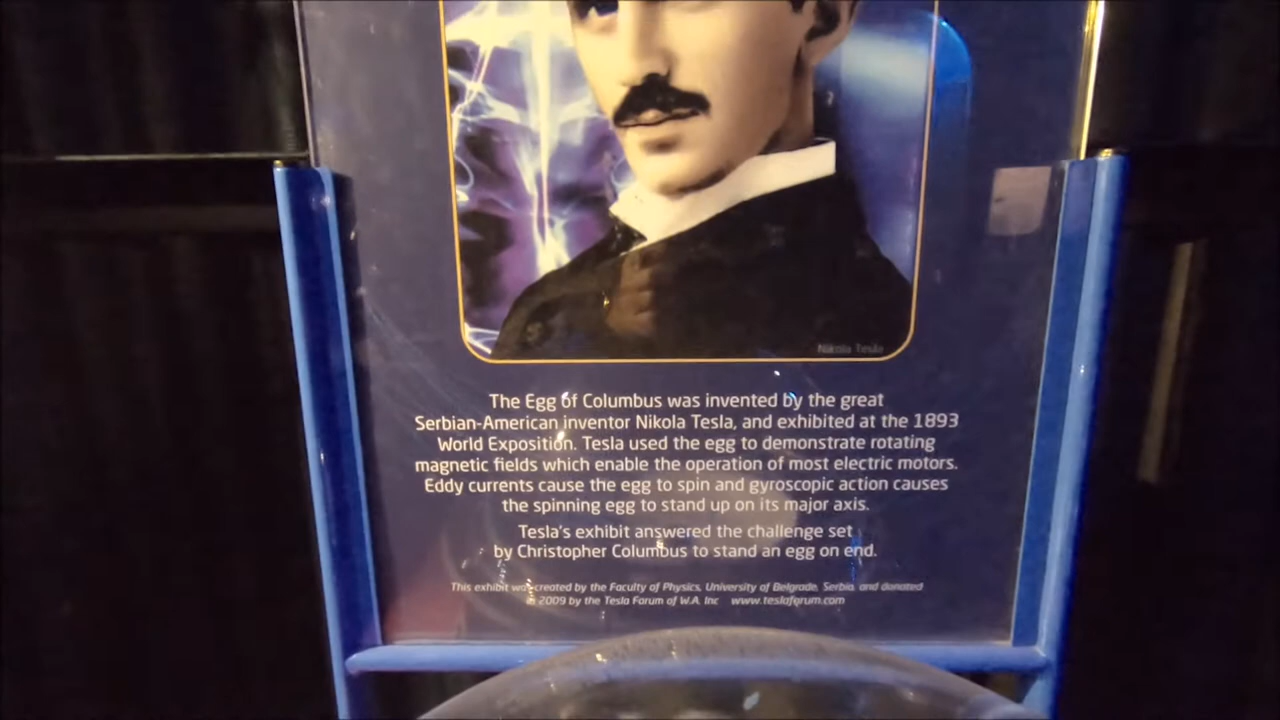 Nikola Tesla
The Egg of Columbus was invented by the great
Serbian-American inventor Nikola Tesla, and exhibited at the 1893
World Exposition. Tesla used the egg to demonstrate rotating
magnetic fields which enable the operation of most electric motors.
Eddy currents cause the egg to spin and gyroscopic action causes
the spinning egg to stand up on its major axis.
Tesla's exhibit answered the challenge set
by Christopher Columbus to stand an egg on end.
This exhibit was created by the Faculty of Physics, University of Belgrade, Serbia and donated
in 2009 by the Tesla Forum of W.A. Inc www.teslaforum.com